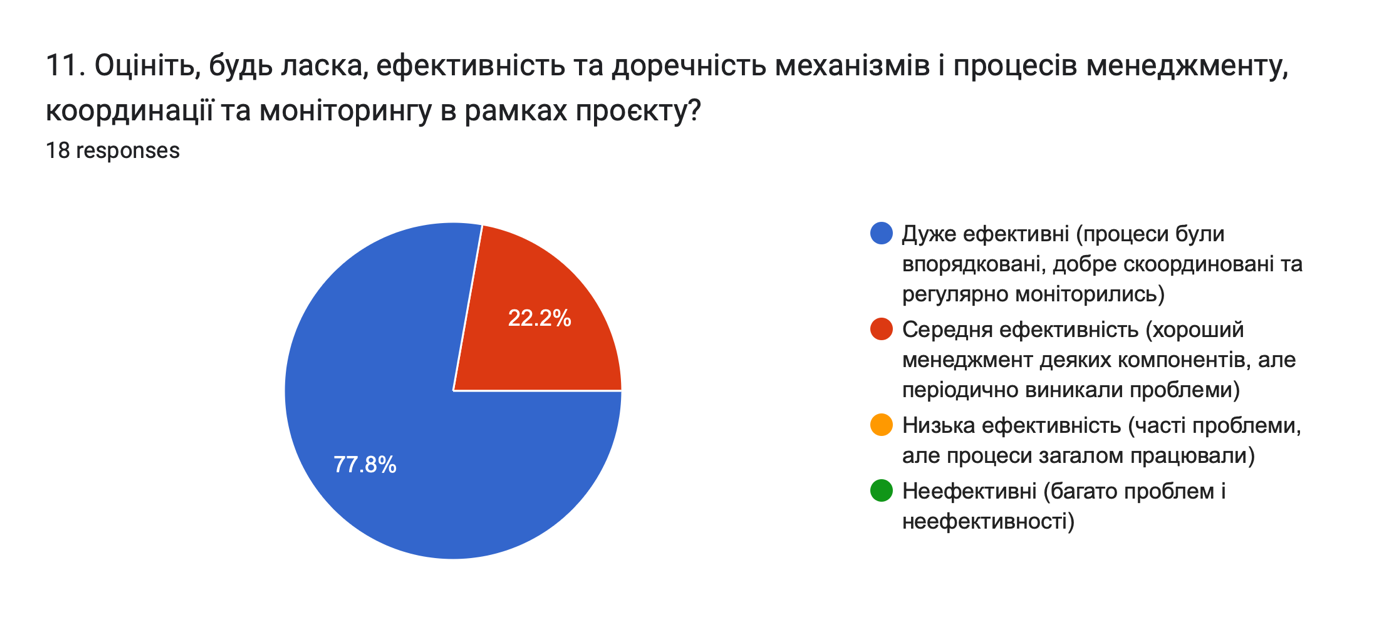 11. Оцініть, будь ласка, ефективність та доречність механізмів і процесів менеджменту,
координації та моніторингу в рамках проєкту?
18 responses
22.2%
77.8%
Дуже ефективні (процеси були
впорядковані, добре скоординовані та
регулярно моніторились)
Середня ефективність (хороший
менеджмент деяких компонентів, але
періодично виникали проблеми)
Низька ефективність (часті проблеми,
але процеси загалом працювали)
Неефективні (багато проблем і
неефективності)